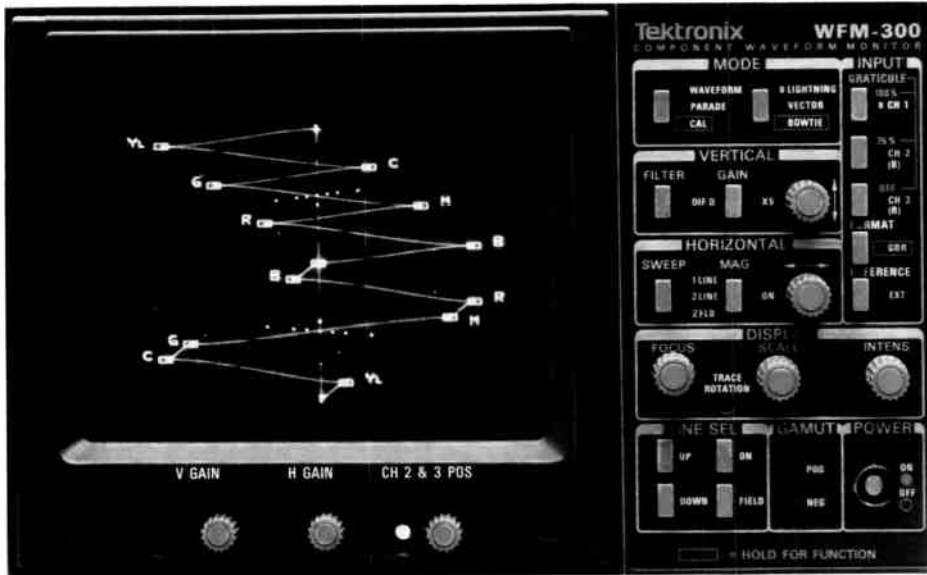 Tektronix WFM-300
COMPONENT WAVEFORM MONITOR
MODE
WAVEFORM
PARADE
CAL
LIGHTNING
VECTOR
BOWTIE
INPUT
GRATICULE
100%
CH 1
75%
CH 2
(B)
OFF
CH 3
(R)
FORMAT
GBR
EXT
VERTICAL
FILTER GAIN
DIF'D X5
HORIZONTAL
SWEEP MAG
1 LINE
2 LINE
2 FLD
ON
FOCUS SCALE INTENS
TRACE
ROTATION
UP ON
DOWN FIELD
GAMUT
POS
NEG
POWER
ON
OFF
= HOLD FOR FUNCTION
YL
C
G
M
R
B
B
R
M
G
C
YL
V GAIN H GAIN CH 2 & 3 POS